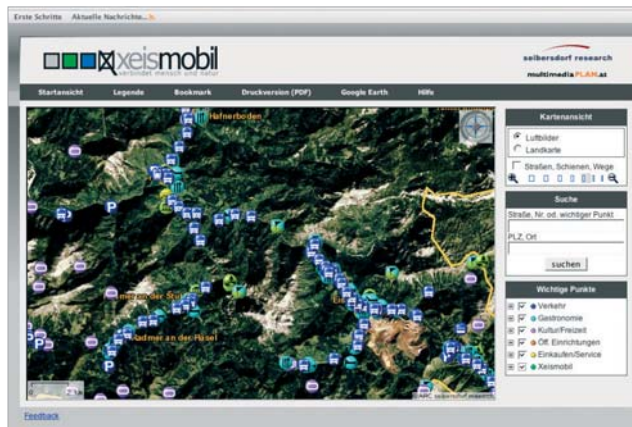 Erste Schritte Aktuelle Nachrichte...
xeismobil
verbindet mensch und natur
seibersdorf research
multimediaPLAN.at
Startansicht Legende Bookmark Druckversion (PDF) Google Earth Hilfe
Hafnerboden
Radmer an der Hasel
Kartenansicht
Luftbilder
Landkarte
Straßen, Schienen, Wege
Suche
Straße, Nr. od. wichtiger Punkt
PLZ, Ort
suchen
Wichtige Punkte
Verkehr
Gastronomie
Kultur/Freizeit
Öff. Einrichtungen
Einkaufen/Service
Xeismobil
Feedback